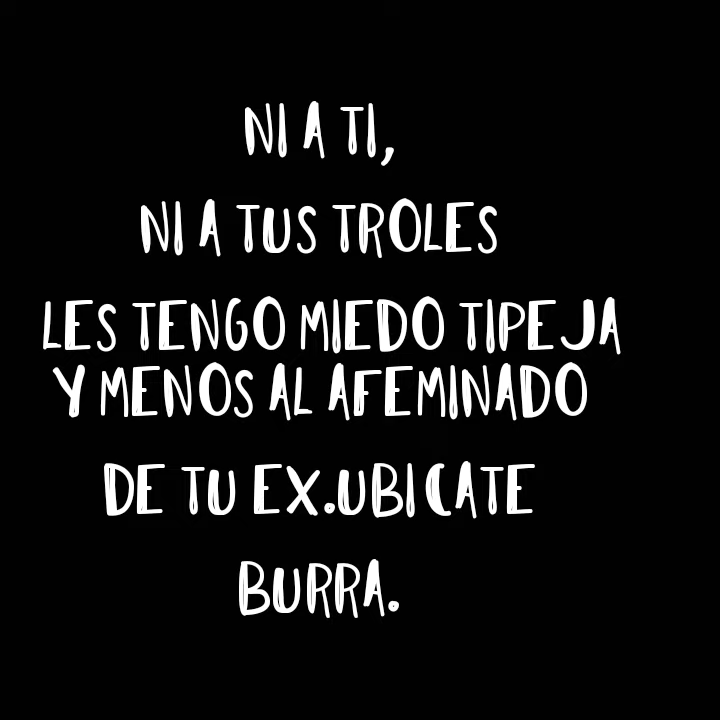 NI A TI,
NI A TUS TROLES
LES TENGO MIEDO TIPEJA
Y MENOS AL AFEMINADO
DE TU EX.UBICATE
BURRA.